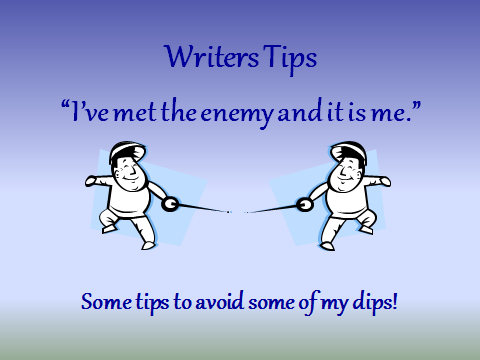 Writers Tips
“I’ve met the enemy and it is me.”
Some tips to avoid some of my dips!